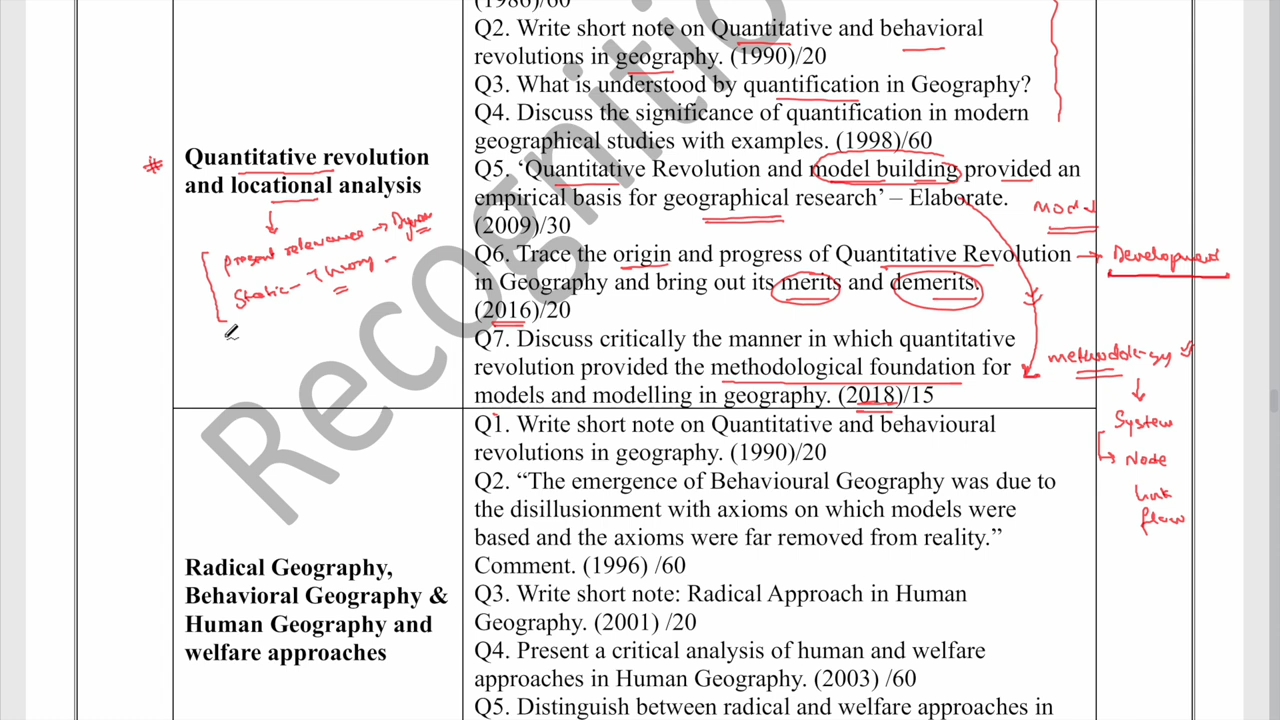 (1986)/60
Q2. Write short note on Quantitative and behavioral
revolutions in geography. (1990)/20
Q3. What is understood by quantification in Geography?
Q4. Discuss the significance of quantification in modern
geographical studies with examples. (1998)/60
Quantitative revolution
and locational analysis
Q5. ‘Quantitative Revolution and model building provided an
empirical basis for geographical research’ – Elaborate.
(2009)/30
Q6. Trace the origin and progress of Quantitative Revolution
in Geography and bring out its merits and demerits.
(2016)/20
Q7. Discuss critically the manner in which quantitative
revolution provided the methodological foundation for
models and modelling in geography. (2018)/15
present relevance →
Static – Theory –
Model
→ Development
methodology
System
Node
link
flow
Q1. Write short note on Quantitative and behavioural
revolutions in geography. (1990)/20
Q2. “The emergence of Behavioural Geography was due to
the disillusionment with axioms on which models were
based and the axioms were far removed from reality.”
Comment. (1996) /60
Radical Geography,
Behavioral Geography &
Human Geography and
welfare approaches
Q3. Write short note: Radical Approach in Human
Geography. (2001) /20
Q4. Present a critical analysis of human and welfare
approaches in Human Geography. (2003) /60
Q5. Distinguish between radical and welfare approaches in
Recognitio